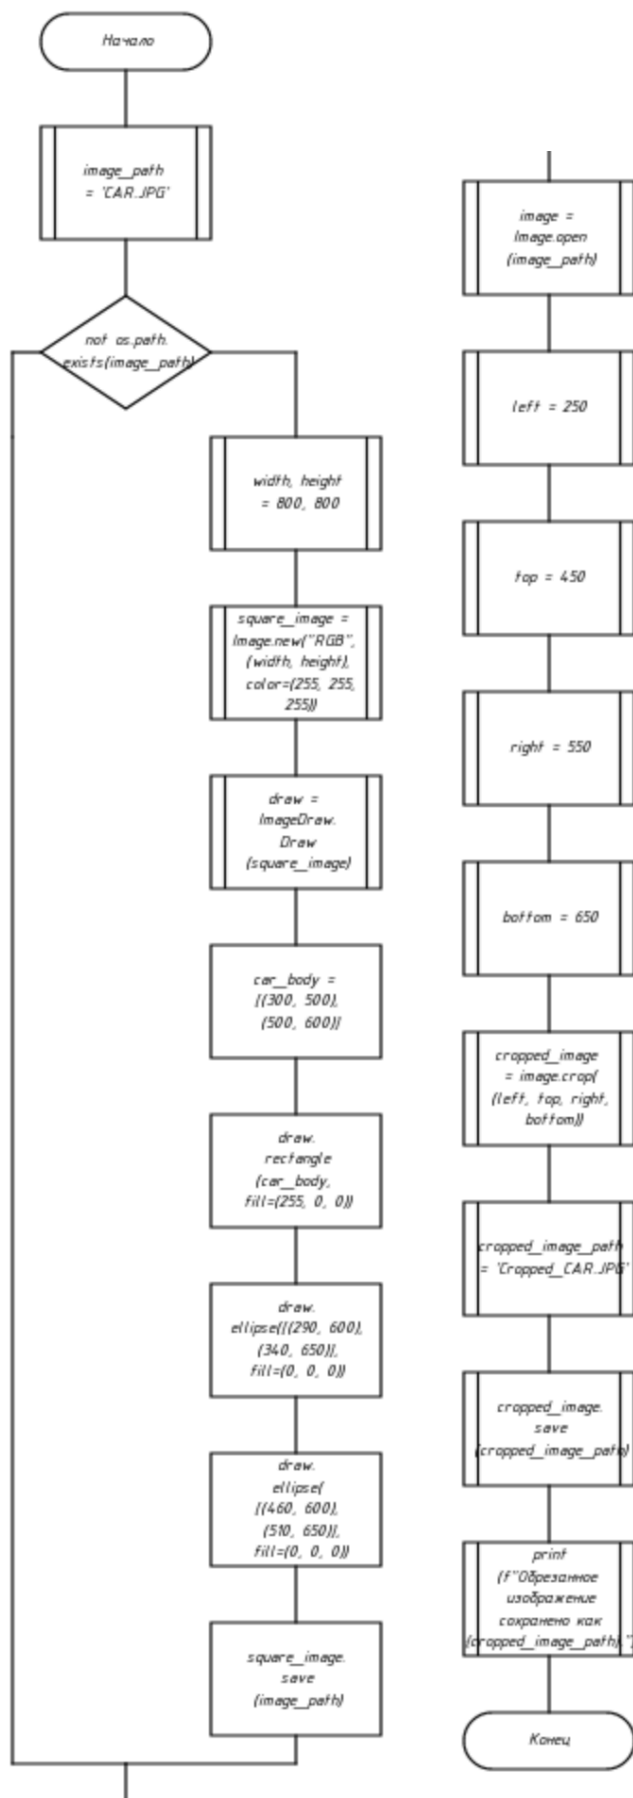 Начало
image_path
= 'CAR.JPG'
not os.path.
exists(image_path)
width, height
= 800, 800
square_image =
Image.new("RGB",
(width, height),
color=(255, 255,
255))
draw =
ImageDraw.
Draw
(square_image)
car_body =
[(300, 500),
(500, 600)]
draw.
rectangle
(car_body,
fill=(255, 0, 0))
draw.
ellipse([(290, 600),
(340, 650)],
fill=(0, 0, 0))
draw.
ellipse(
[(460, 600),
(510, 650)],
fill=(0, 0, 0))
square_image.
save
(image_path)
image =
Image.open
(image_path)
left = 250
top = 450
right = 550
bottom = 650
cropped_image
= image.crop(
(left, top, right,
bottom))
cropped_image_path
= 'Cropped_CAR.JPG'
cropped_image.
save
(cropped_image_path)
print
(f"Обрезанное
изображение
сохранено как
{cropped_image_path}.")
Конец